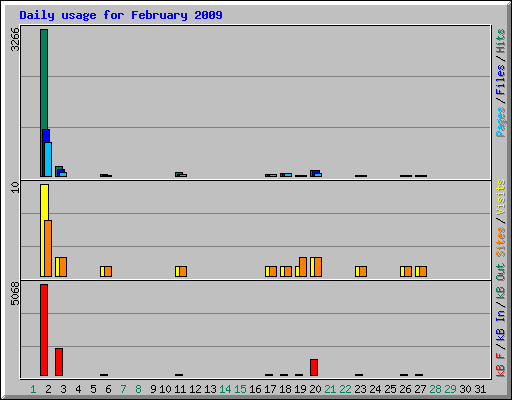 Daily usage for February 2009
3266
Pages / Files / Hits
10
Sites / Visits
5068
kB F / kB In / kB Out
1 2 3 4 5 6 7 8 9 10 11 12 13 14 15 16 17 18 19 20 21 22 23 24 25 26 27 28 29 30 31